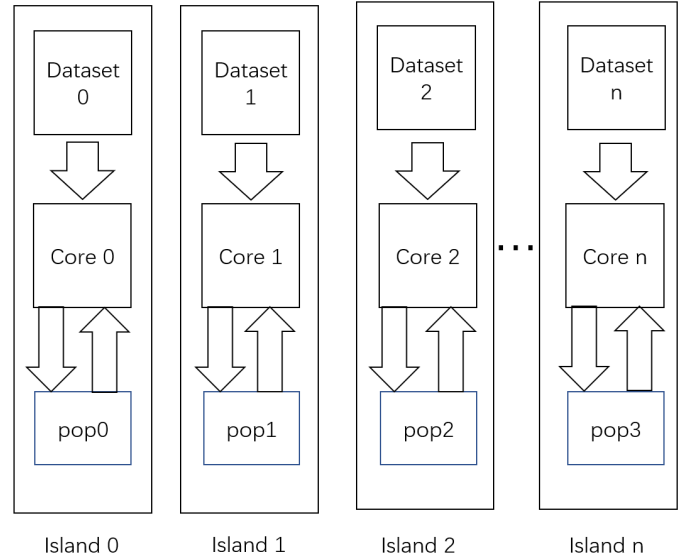 Dataset
0
Dataset
1
Dataset
2
Dataset
n
Core 0
Core 1
Core 2
...
Core n
pop0
pop1
pop2
pop3
Island 0
Island 1
Island 2
Island n